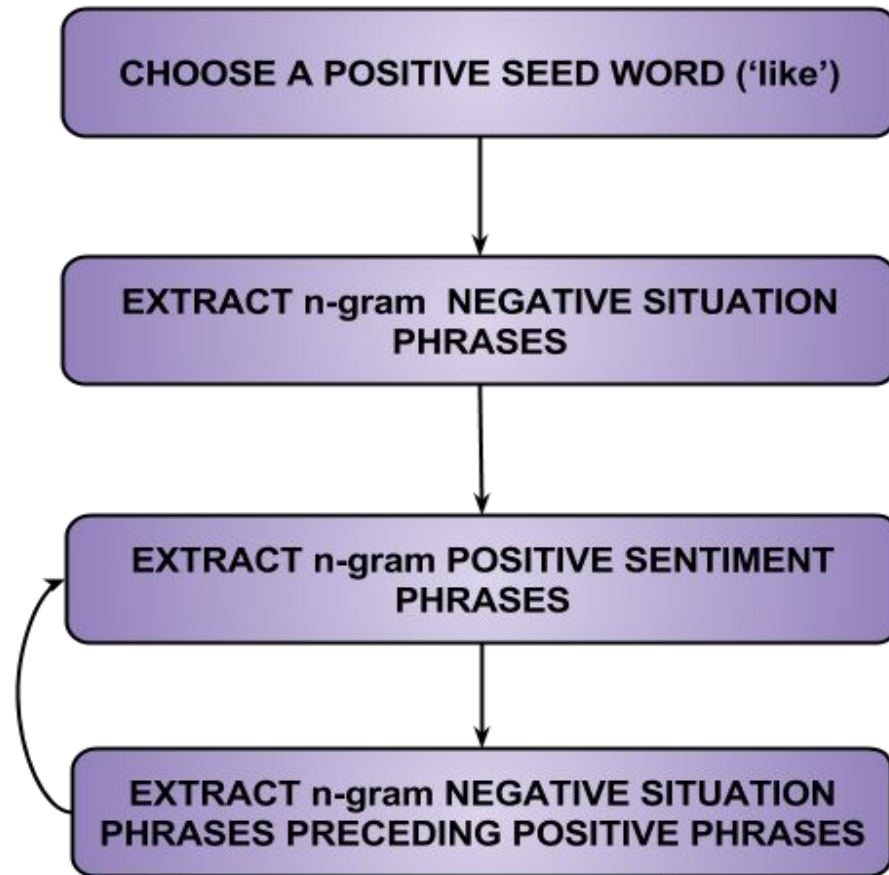 CHOOSE A POSITIVE SEED WORD (‘like’)
EXTRACT n-gram NEGATIVE SITUATION
PHRASES
EXTRACT n-gram POSITIVE SENTIMENT
PHRASES
EXTRACT n-gram NEGATIVE SITUATION
PHRASES PRECEDING POSITIVE PHRASES